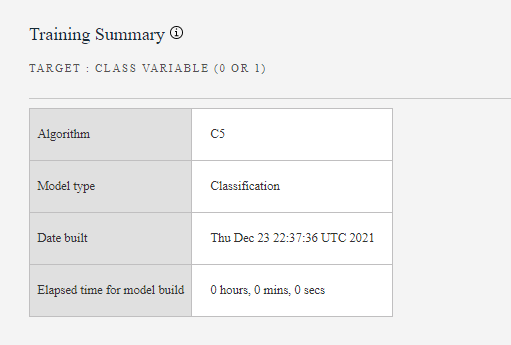 Training Summary
TARGET : CLASS VARIABLE (0 OR 1)
Algorithm C5
Model type Classification
Date built Thu Dec 23 22:37:36 UTC 2021
Elapsed time for model build 0 hours, 0 mins, 0 secs